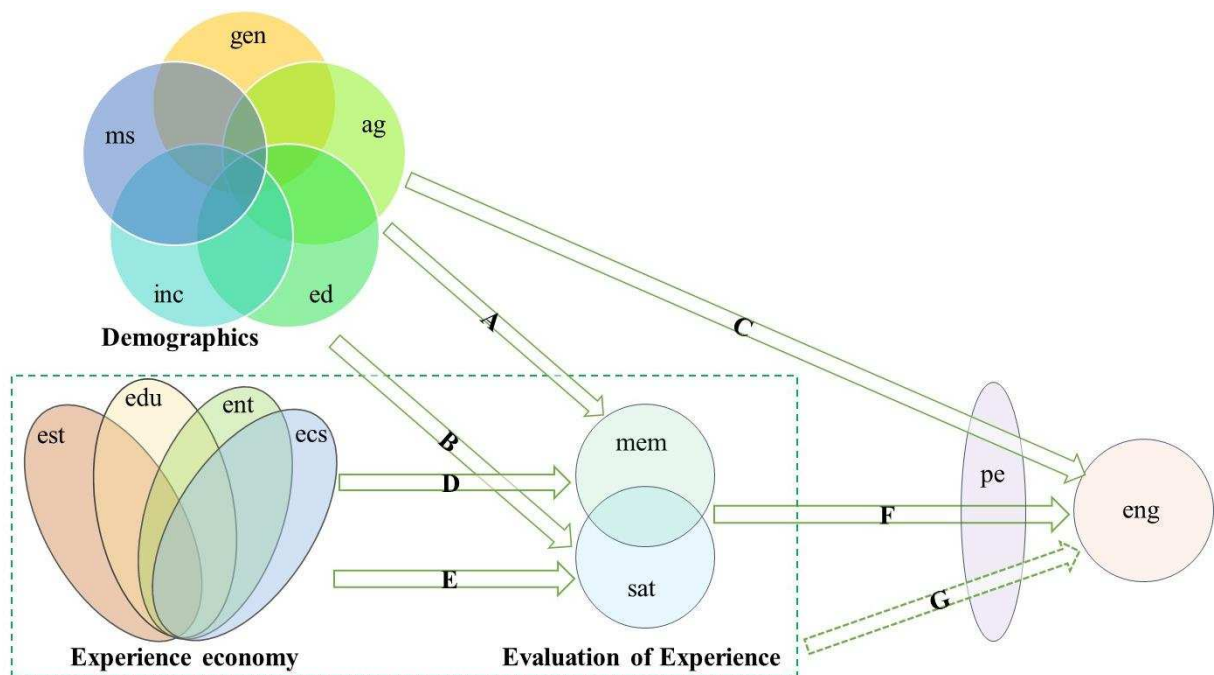 gen
ms
ag
inc
ed
Demographics
A
C
B
est
edu
ent
ecs
D
E
Experience economy
mem
sat
Evaluation of Experience
F
G
pe
eng